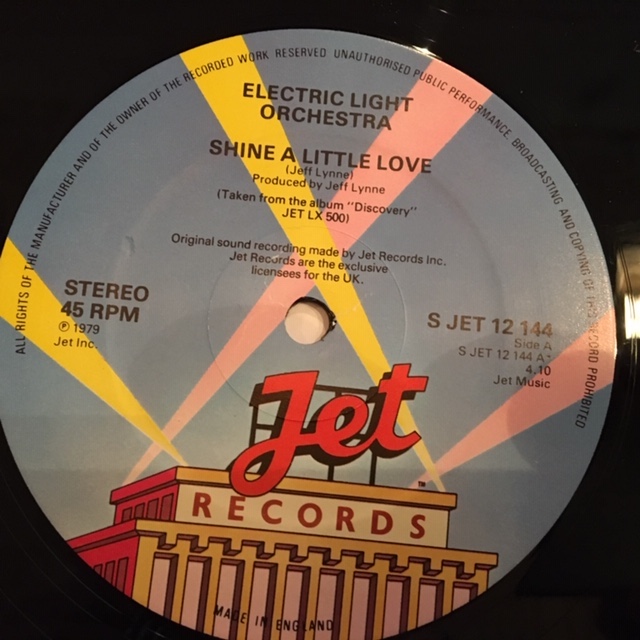 ALL RIGHTS OF THE MANUFACTURER AND OF THE OWNER OF THE RECORDED WORK RESERVED UNAUTHORISED PUBLIC PERFORMANCE, BROADCASTING AND COPYING OF THIS RECORD PROHIBITED
ELECTRIC LIGHT
ORCHESTRA
SHINE A LITTLE LOVE
(Jeff Lynne)
Produced by Jeff Lynne
(Taken from the album "Discovery"
JET LX 500)
Original sound recording made by Jet Records Inc.
Jet Records are the exclusive
licensees for the UK.
STEREO
45 RPM
℗ 1979
Jet Inc.
S JET 12 144
Side A
S JET 12 144 A
4.10
Jet Music
Jet
TM
RECORDS
MADE IN ENGLAND